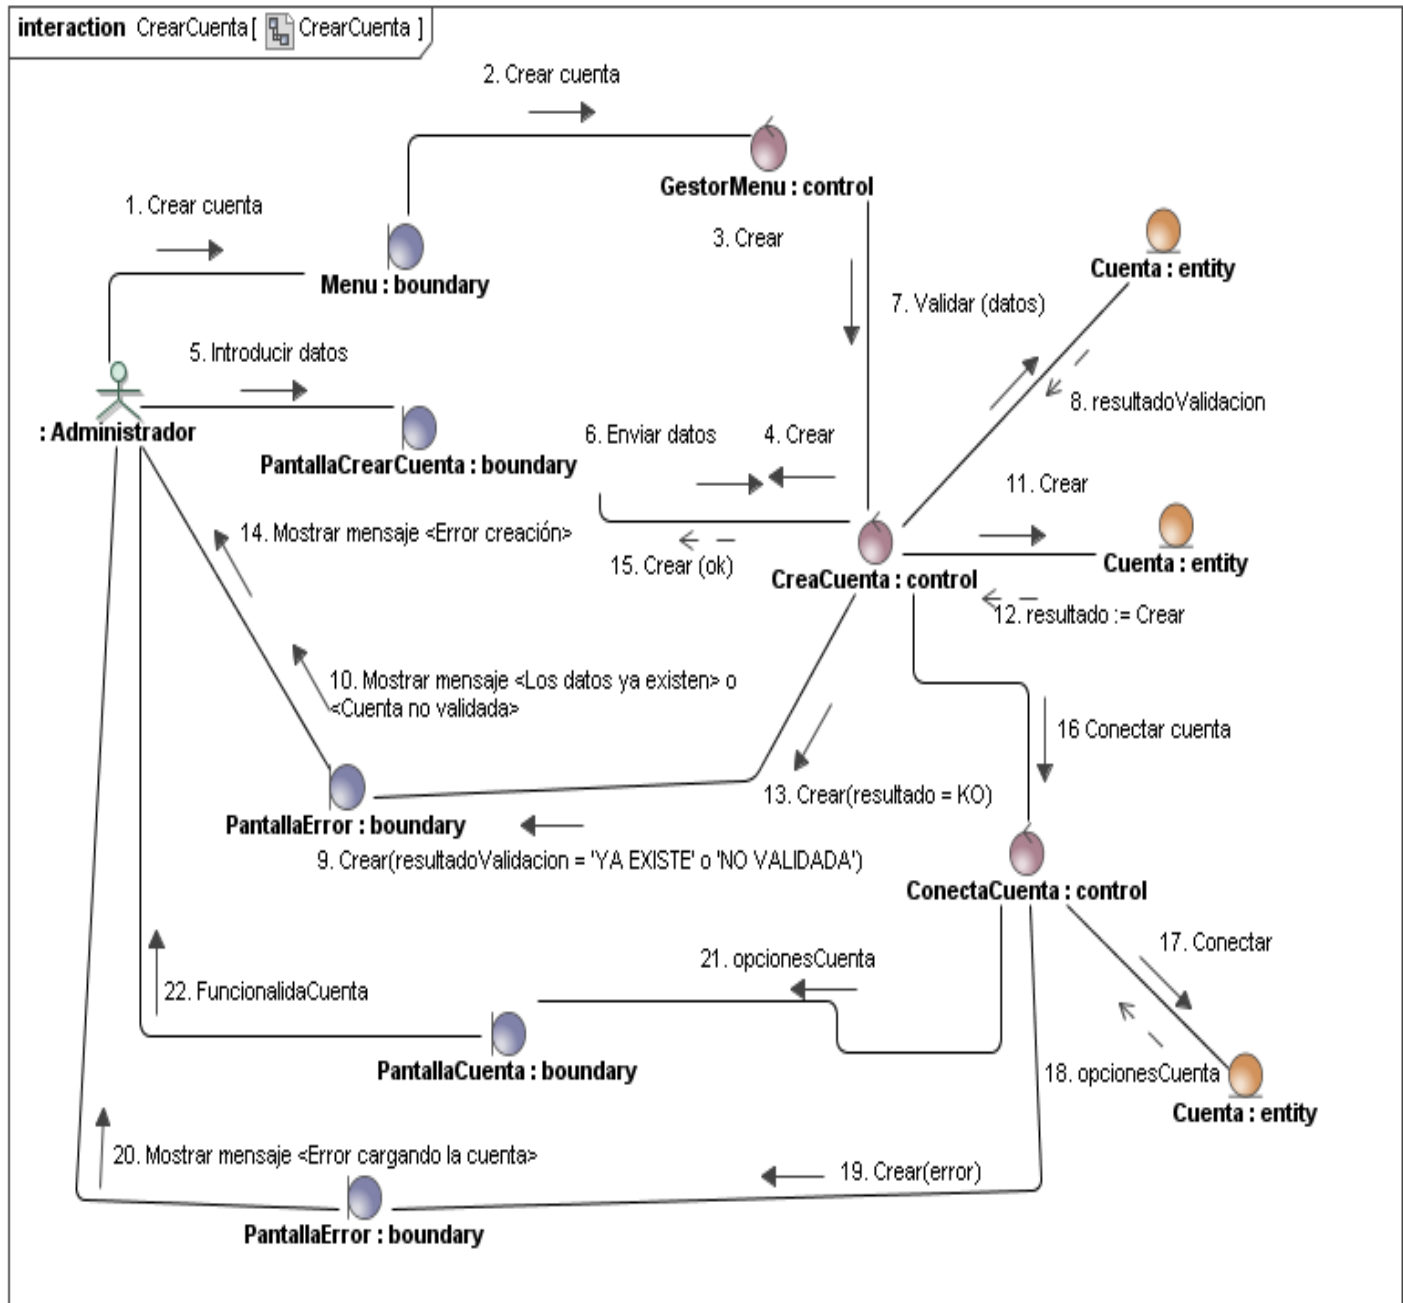 interaction CrearCuenta [ CrearCuenta ]
2. Crear cuenta
GestorMenu : control
1. Crear cuenta
3. Crear
Menu : boundary
Cuenta : entity
7. Validar (datos)
5. Introducir datos
8. resultadoValidacion
: Administrador
6. Enviar datos
4. Crear
PantallaCrearCuenta : boundary
11. Crear
14. Mostrar mensaje <Error creación>
15. Crear (ok)
CreaCuenta : control
Cuenta : entity
12. resultado := Crear
10. Mostrar mensaje <Los datos ya existen> o
<Cuenta no validada>
16 Conectar cuenta
13. Crear(resultado = KO)
PantallaError : boundary
9. Crear(resultadoValidacion = 'YA EXISTE' o 'NO VALIDADA')
ConectaCuenta : control
17. Conectar
21. opcionesCuenta
22. FuncionalidaCuenta
PantallaCuenta : boundary
18. opcionesCuenta
Cuenta : entity
20. Mostrar mensaje <Error cargando la cuenta>
19. Crear(error)
PantallaError : boundary